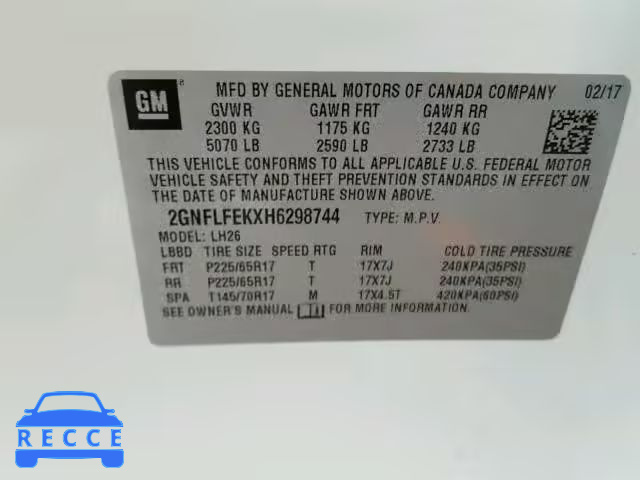 GM ®
MFD BY GENERAL MOTORS OF CANADA COMPANY 02/17
GVWR GAWR FRT GAWR RR
2300 KG 1175 KG 1240 KG
5070 LB 2590 LB 2733 LB
THIS VEHICLE CONFORMS TO ALL APPLICABLE U.S. FEDERAL MOTOR
VEHICLE SAFETY AND THEFT PREVENTION STANDARDS IN EFFECT ON
THE DATE OF MANUFACTURE SHOWN ABOVE.
2GNFLFEKXH6298744 TYPE: M.P.V.
MODEL: LH26
LBBD TIRE SIZE SPEED RTG RIM COLD TIRE PRESSURE
FRT P225/65R17 T 17X7J 240KPA(35PSI)
RR P225/65R17 T 17X7J 240KPA(35PSI)
SPA T145/70R17 M 17X4.5T 420KPA(60PSI)
SEE OWNER'S MANUAL FOR MORE INFORMATION.
RECCE